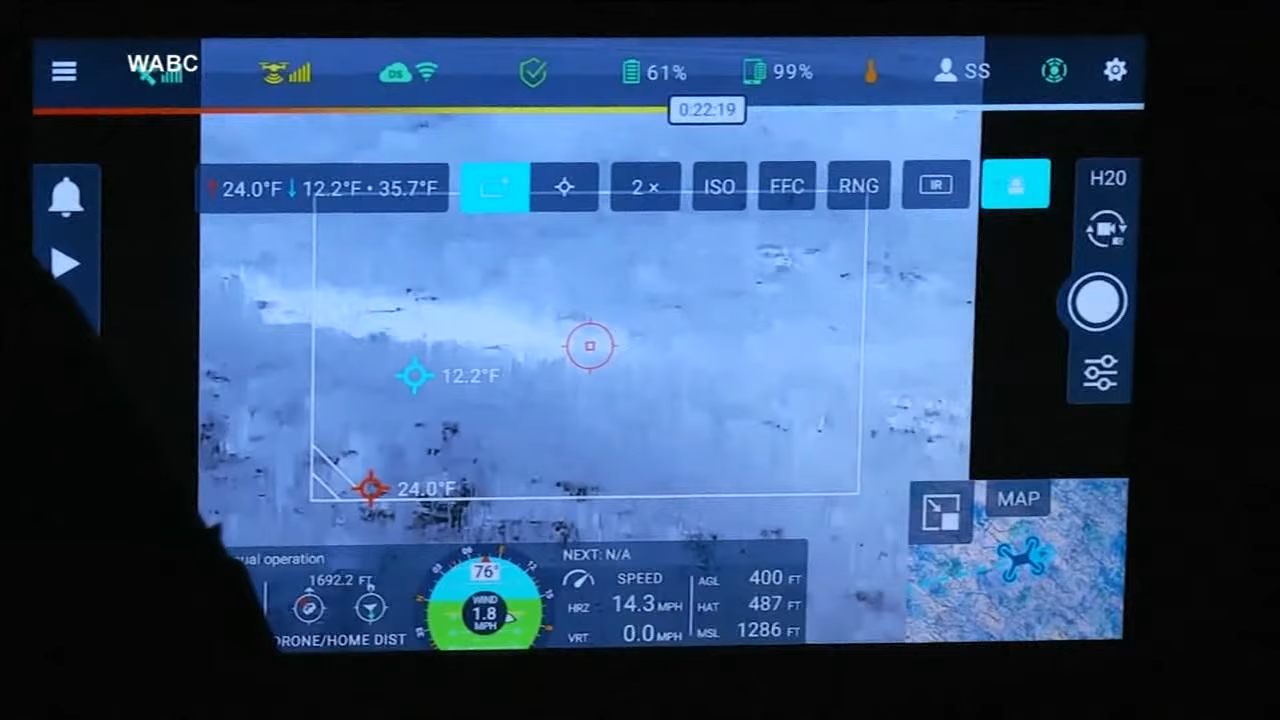 WABC
DS
61%
99%
SS
0:22:19
24.0°F 12.2°F • 35.7°F
2 ×
ISO
FFC
RNG
IR
H20
12.2°F
24.0°F
MAP
ual operation
1692.2 FT
DRONE/HOME DIST
76°
WIND
1.8
MPH
NEXT: N/A
SPEED
HRZ 14.3 MPH
VRT 0.0 MPH
AGL 400 FT
HAT 487 FT
MSL 1286 FT